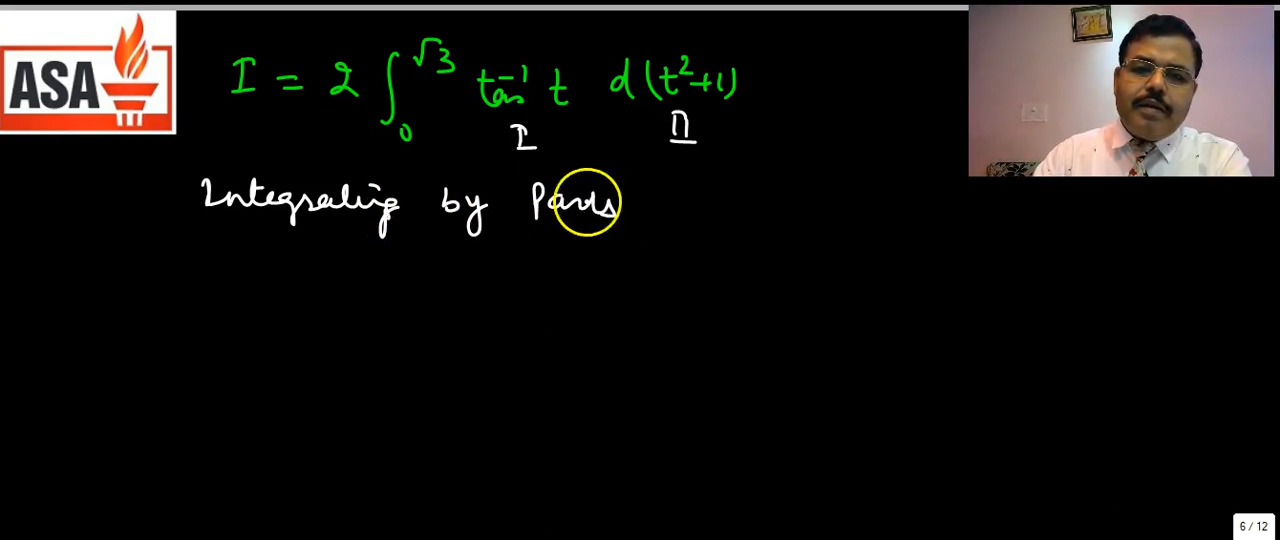 ASA
I = 2 ∫₀^√3 tan⁻¹ t d(t²+1)
I II
Integrating by Parts
6 / 12